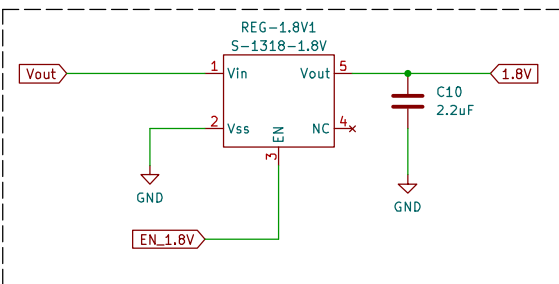 REG-1.8V1
S-1318-1.8V
Vout
1
Vin
Vout
5
1.8V
C10
2.2uF
2
Vss
EN
NC
4
3
GND
GND
EN_1.8V